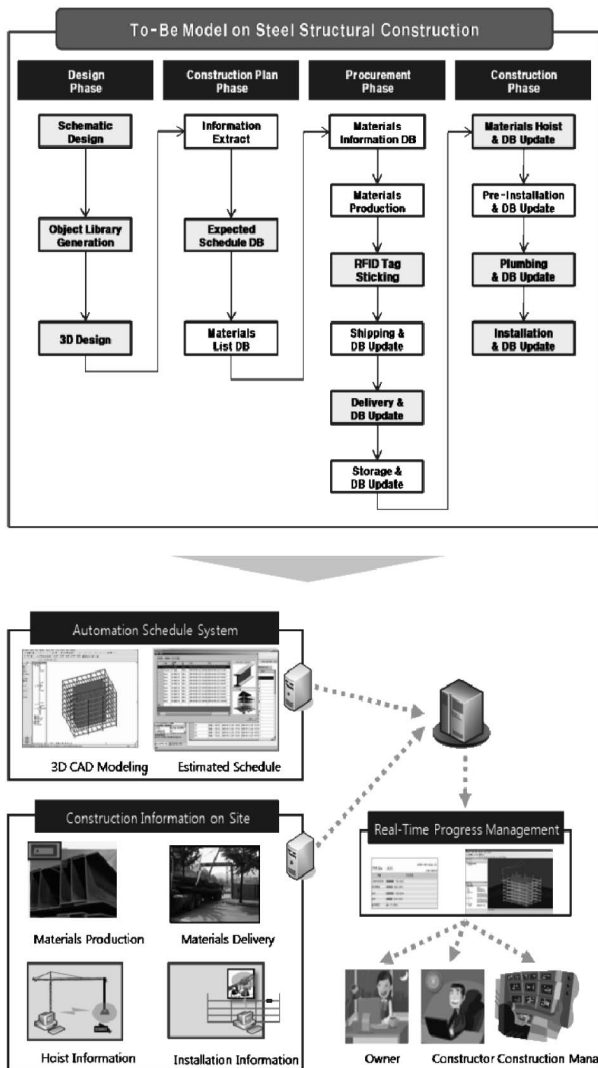 To-Be Model on Steel Structural Construction
Design
Phase
Construction Plan
Phase
Procurement
Phase
Construction
Phase
Schematic
Design
Object Library
Generation
3D Design
Information
Extract
Expected
Schedule DB
Materials
List DB
Materials
Information DB
Materials
Production
RFID Tag
Sticking
Shipping &
DB Update
Delivery &
DB Update
Storage &
DB Update
Materials Hoist
& DB Update
Pre-Installation
& DB Update
Plumbing
& DB Update
Installation
& DB Update
Automation Schedule System
3D CAD Modeling
Estimated Schedule
Construction Information on Site
Materials Production
Materials Delivery
Hoist Information
Installation Information
Real-Time Progress Management
Owner
Constructor
Construction Mana